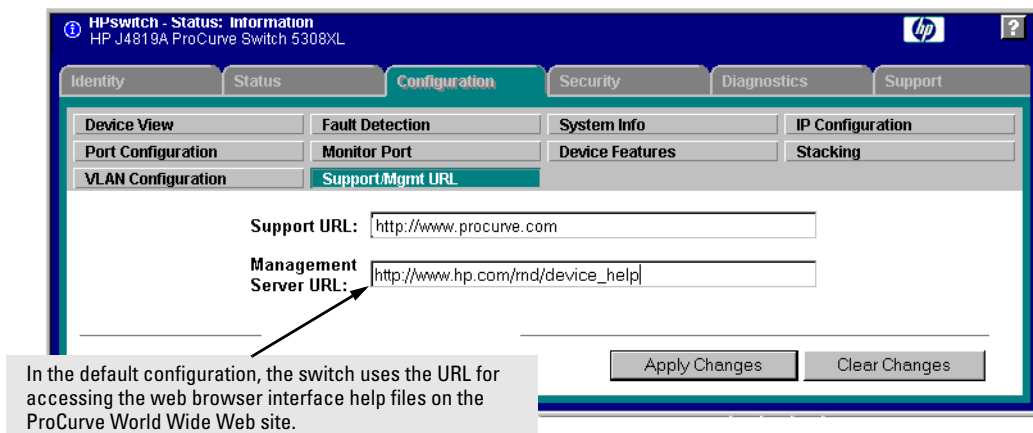 HPswitch - Status: Information
HP J4819A ProCurve Switch 5308XL
hp
?
Identity Status Configuration Security Diagnostics Support
Device View Fault Detection System Info IP Configuration
Port Configuration Monitor Port Device Features Stacking
VLAN Configuration Support/Mgmt URL
Support URL: http://www.procurve.com
Management
Server URL: http://www.hp.com/rnd/device_help
Apply Changes Clear Changes
In the default configuration, the switch uses the URL for
accessing the web browser interface help files on the
ProCurve World Wide Web site.